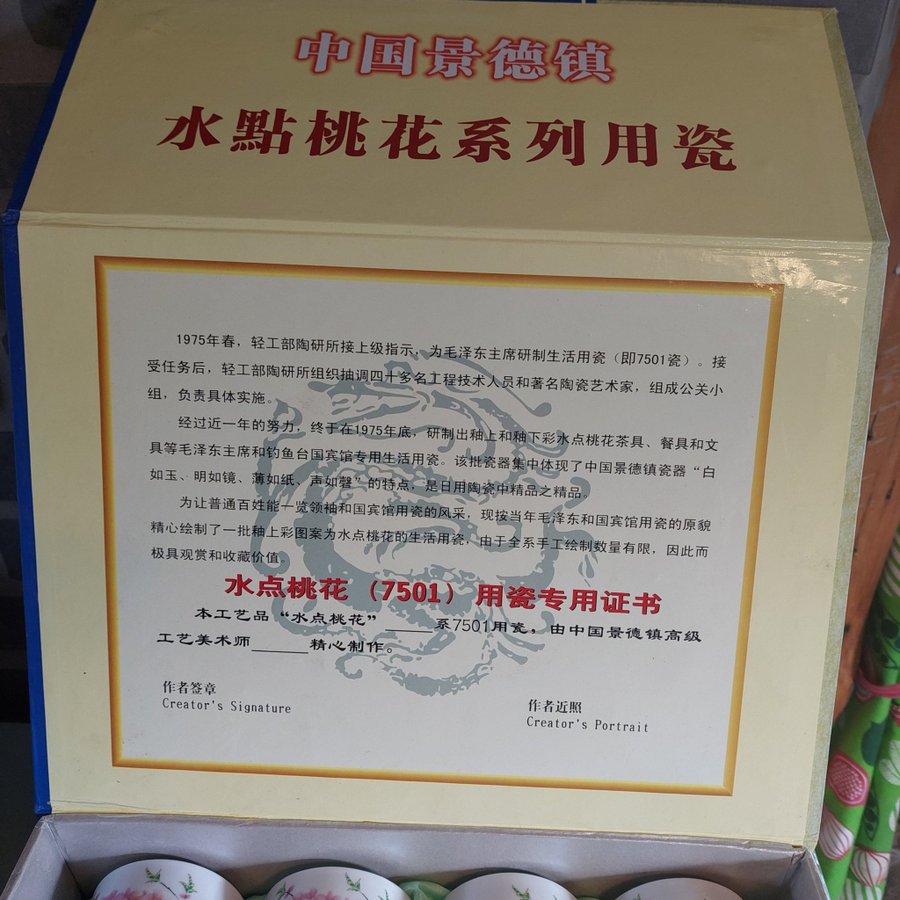 中国景德镇
水點桃花系列用瓷
1975年春，轻工部陶研所接上级指示，为毛泽东主席研制生活用瓷（即7501瓷）。接
受任务后，轻工部陶研所组织抽调四十多名工程技术人员和著名陶瓷艺术家，组成公关小
组，负责具体实施。
经过近一年的努力，终于在1975年底，研制出釉上和釉下彩水点桃花茶具、餐具和文
具等毛泽东主席和钓鱼台国宾馆专用生活用瓷。该批瓷器集中体现了中国景德镇瓷器“白
如玉、明如镜、薄如纸、声如磬”的特点，是日用陶瓷中精品之精品。
为让普通百姓能一览领袖和国宾馆用瓷的风采，现按当年毛泽东和国宾馆用瓷的原貌
精心绘制了一批釉上彩图案为水点桃花的生活用瓷，由于全系手工绘制数量有限，因此而
极具观赏和收藏价值。
水点桃花（7501）用瓷专用证书
本工艺品“水点桃花”_____系7501用瓷，由中国景德镇高级
工艺美术师______精心制作。
作者签章
Creator's Signature
作者近照
Creator's Portrait